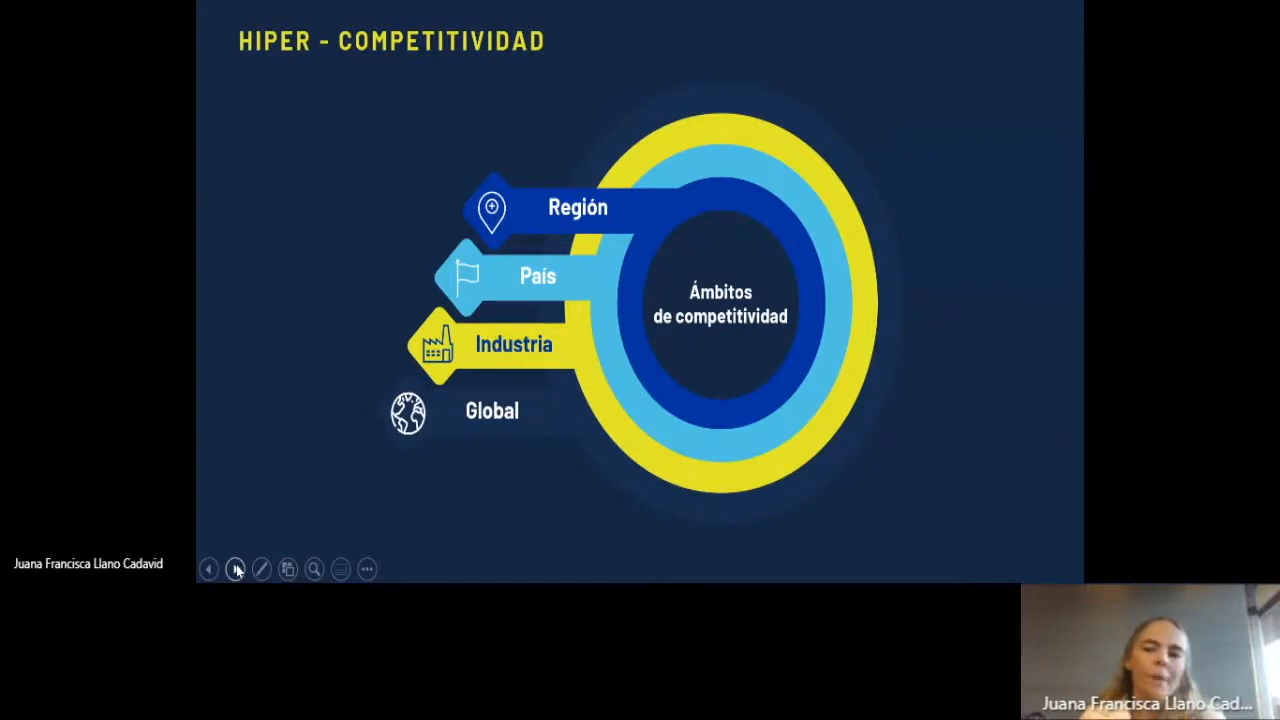 HIPER - COMPETITIVIDAD
Región
País
Industria
Global
Ámbitos
de competitividad
Juana Francisca Llano Cadavid
Juana Francisca Llano Cad...